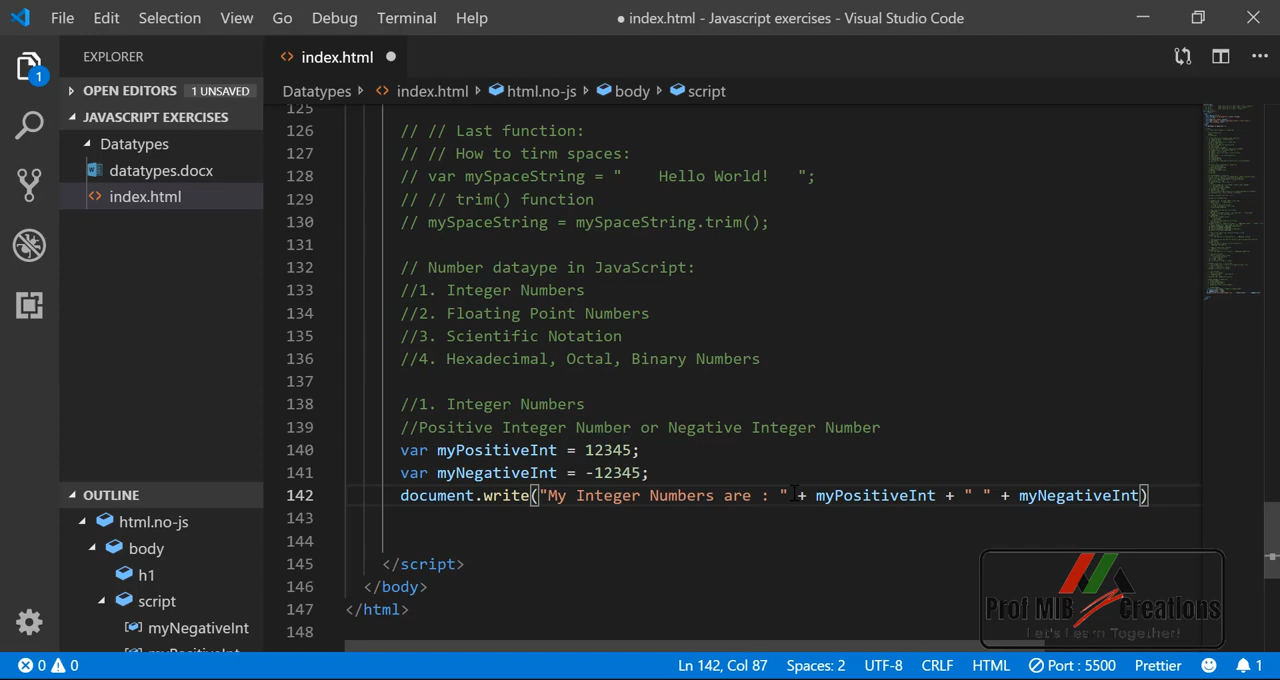 File Edit Selection View Go Debug Terminal Help ● index.html - Javascript exercises - Visual Studio Code
EXPLORER
index.html
1
OPEN EDITORS 1 UNSAVED
JAVASCRIPT EXERCISES
Datatypes
datatypes.docx
index.html
Datatypes index.html html.no-js body script
125
126 // // Last function:
127 // // How to tirm spaces:
128 // var mySpaceString = "    Hello World!   ";
129 // // trim() function
130 // mySpaceString = mySpaceString.trim();
131
132 // Number dataype in JavaScript:
133 //1. Integer Numbers
134 //2. Floating Point Numbers
135 //3. Scientific Notation
136 //4. Hexadecimal, Octal, Binary Numbers
137
138 //1. Integer Numbers
139 //Positive Integer Number or Negative Integer Number
140 var myPositiveInt = 12345;
141 var myNegativeInt = -12345;
142 document.write("My Integer Numbers are : " + myPositiveInt + " " + myNegativeInt)
143
144
145 </script>
146 </body>
147 </html>
148
OUTLINE
html.no-js
body
h1
script
myNegativeInt
myPositiveInt
Prof MIB Creations
Let's Learn Together!
0 0 Ln 142, Col 87 Spaces: 2 UTF-8 CRLF HTML Port : 5500 Prettier 1